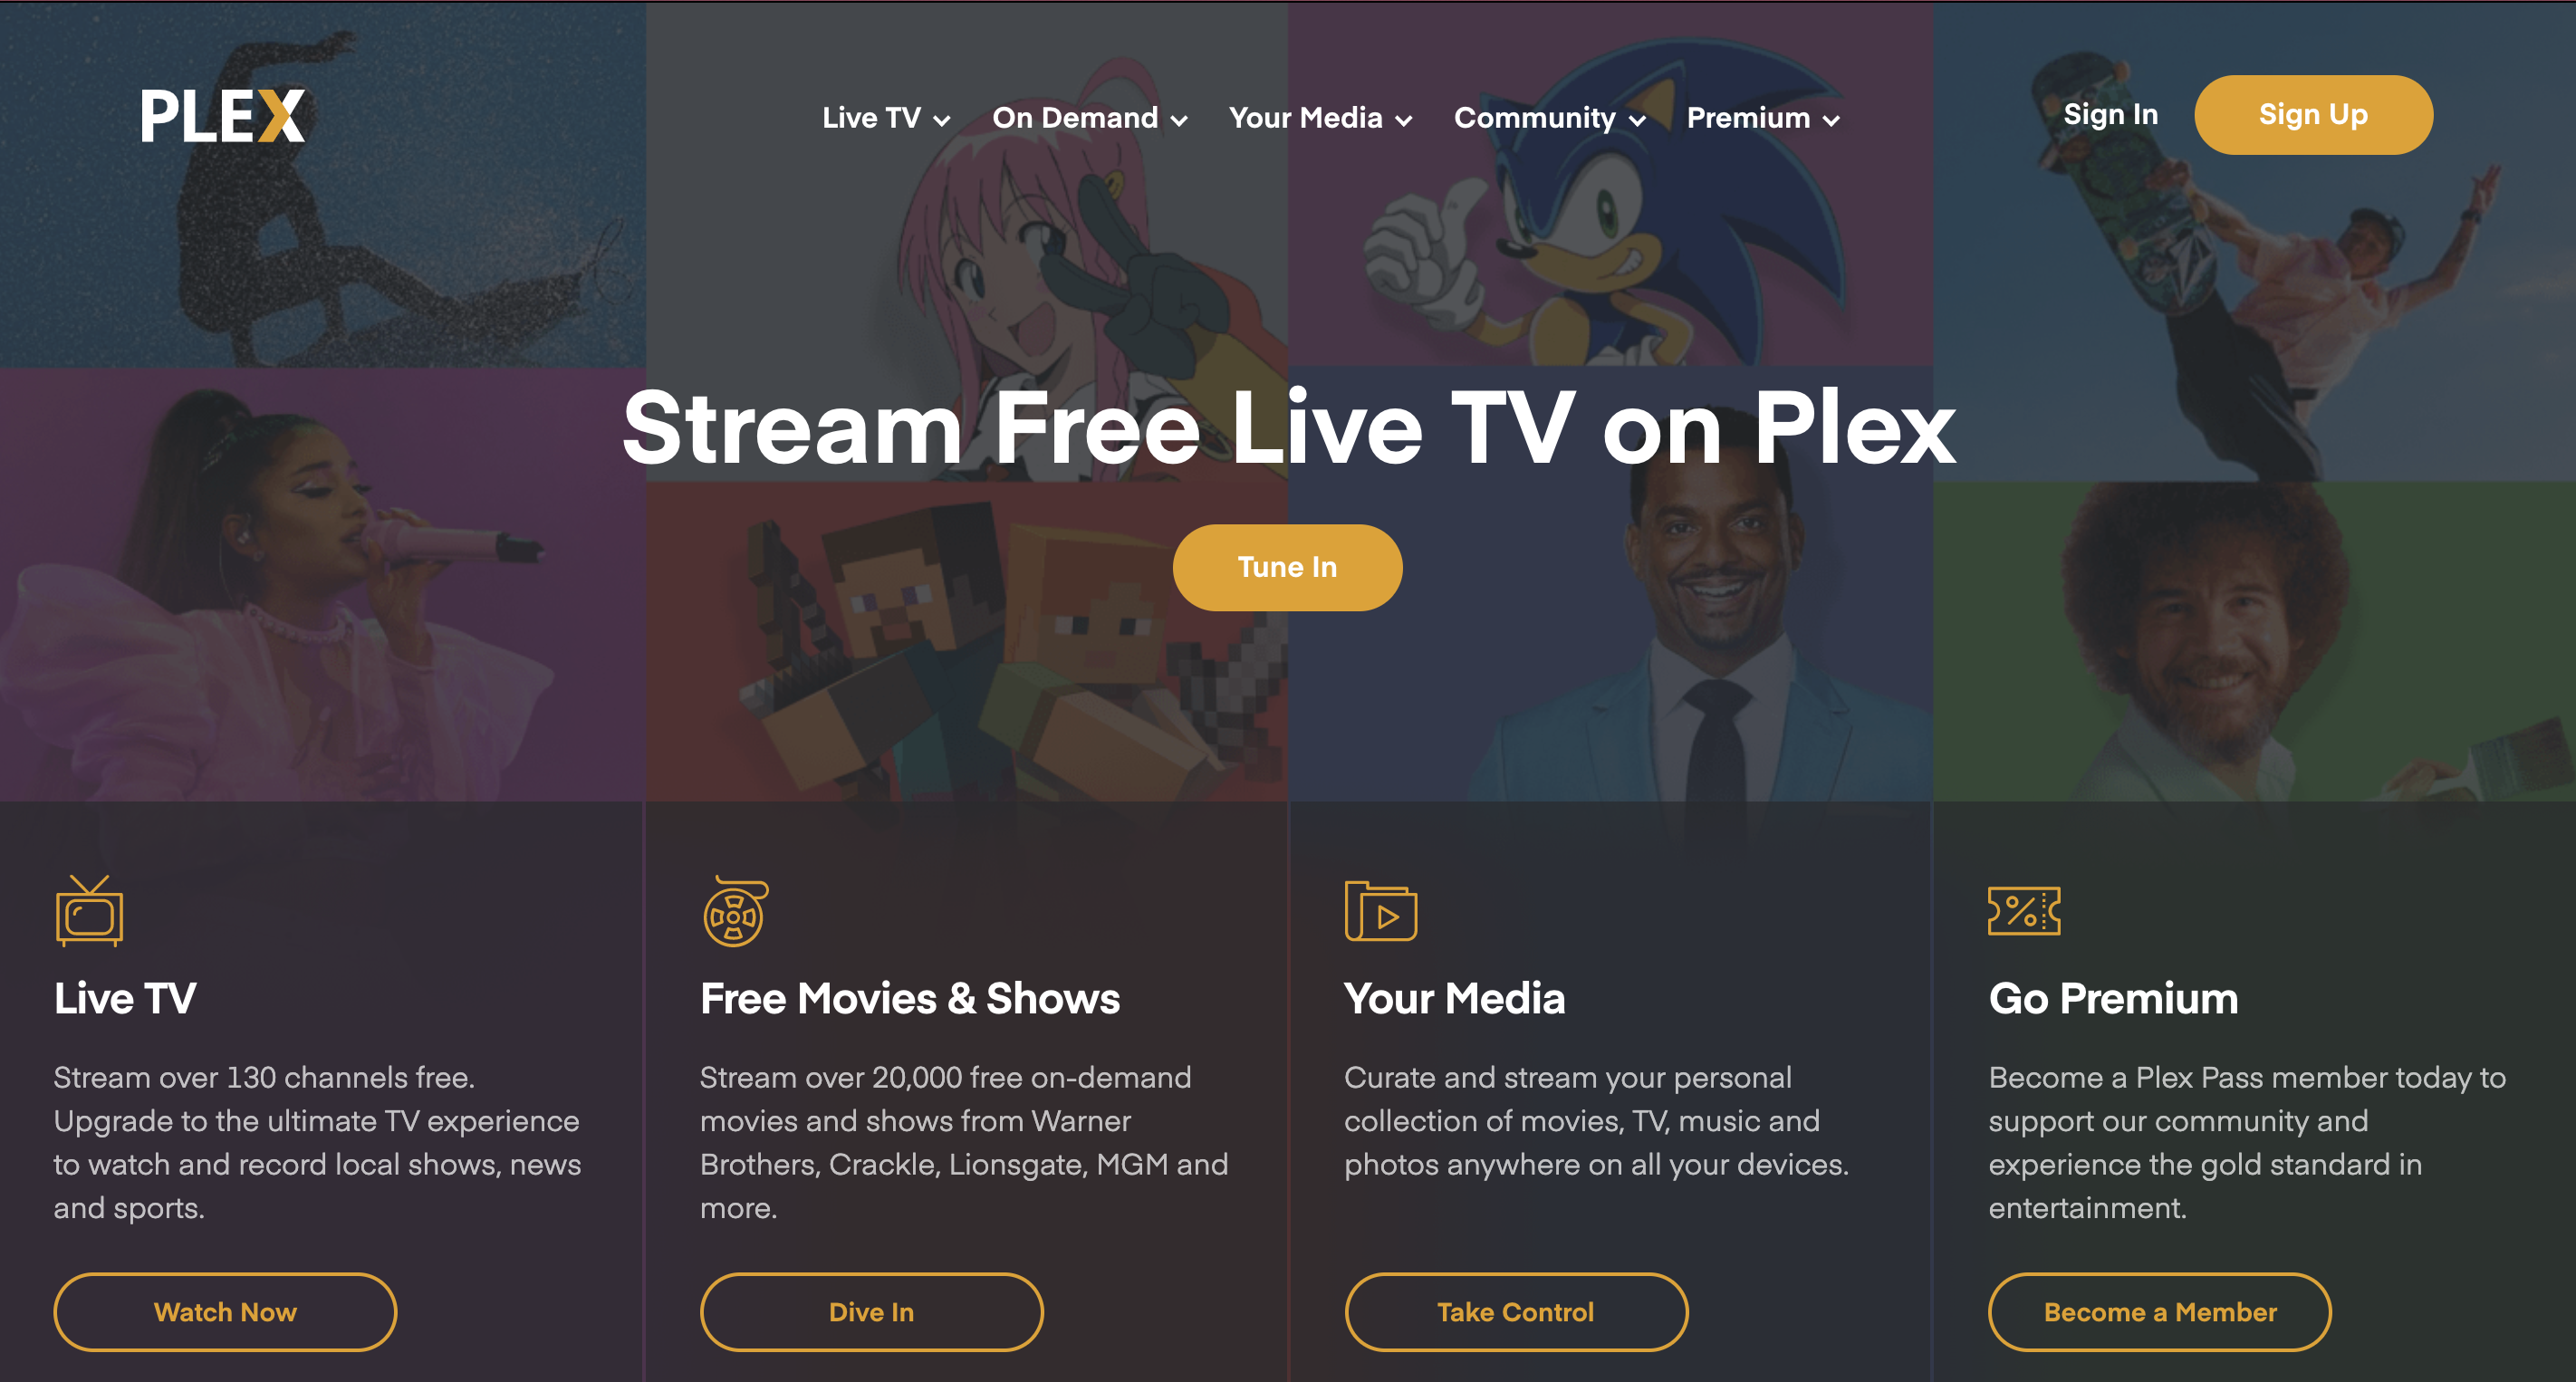 PLEX
Live TV
On Demand
Your Media
Community
Premium
Sign In
Sign Up
Stream Free Live TV on Plex
Tune In
Live TV
Stream over 130 channels free.
Upgrade to the ultimate TV experience
to watch and record local shows, news
and sports.
Watch Now
Free Movies & Shows
Stream over 20,000 free on-demand
movies and shows from Warner
Brothers, Crackle, Lionsgate, MGM and
more.
Dive In
Your Media
Curate and stream your personal
collection of movies, TV, music and
photos anywhere on all your devices.
Take Control
Go Premium
Become a Plex Pass member today to
support our community and
experience the gold standard in
entertainment.
Become a Member